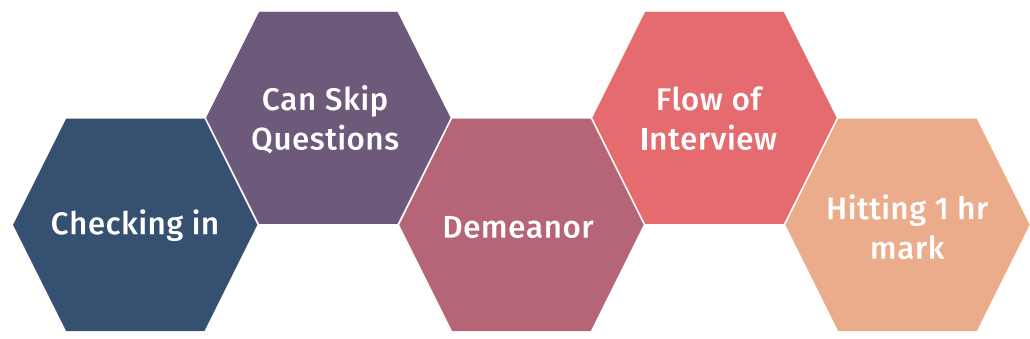 Checking in
Can Skip
Questions
Demeanor
Flow of
Interview
Hitting 1 hr
mark